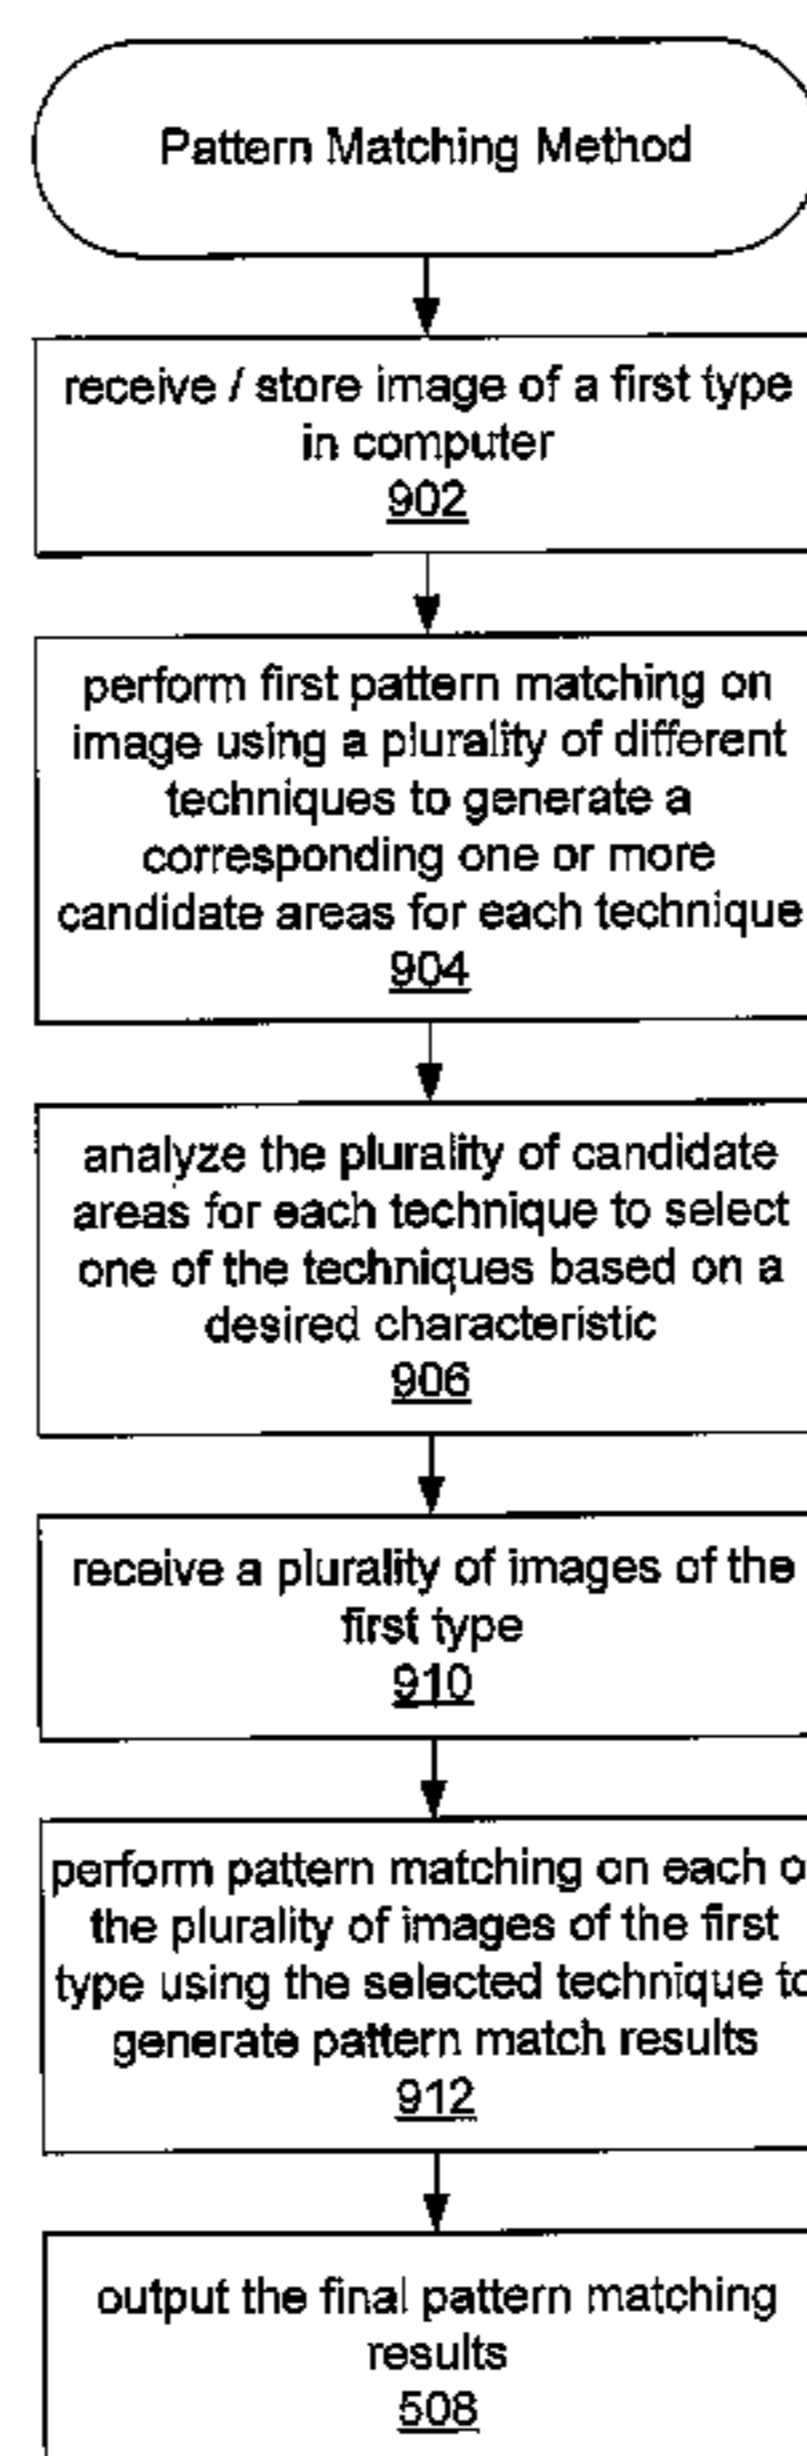 Pattern Matching Method
receive / store image of a first type
in computer
902
perform first pattern matching on
image using a plurality of different
techniques to generate a
corresponding one or more
candidate areas for each technique
904
analyze the plurality of candidate
areas for each technique to select
one of the techniques based on a
desired characteristic
906
receive a plurality of images of the
first type
910
perform pattern matching on each of
the plurality of images of the first
type using the selected technique to
generate pattern match results
912
output the final pattern matching
results
508